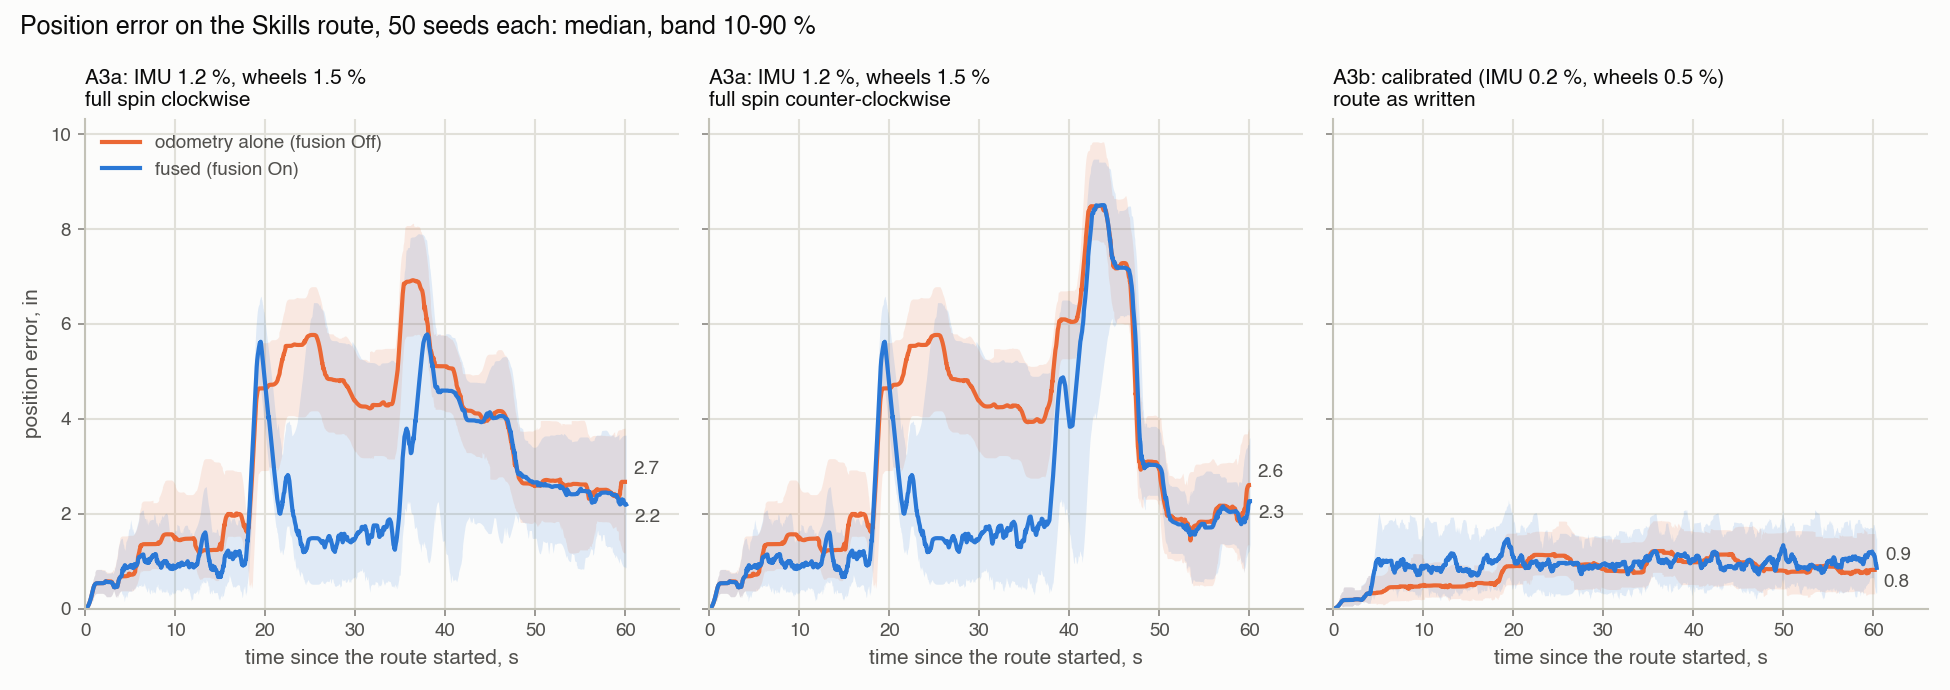 Position error on the Skills route, 50 seeds each: median, band 10-90 %
A3a: IMU 1.2 %, wheels 1.5 %
full spin clockwise
A3a: IMU 1.2 %, wheels 1.5 %
full spin counter-clockwise
A3b: calibrated (IMU 0.2 %, wheels 0.5 %)
route as written
odometry alone (fusion Off)
fused (fusion On)
position error, in
10
8
6
4
2
0
2.7
2.2
0 10 20 30 40 50 60
time since the route started, s
2.6
2.3
0 10 20 30 40 50 60
time since the route started, s
0.9
0.8
0 10 20 30 40 50 60
time since the route started, s